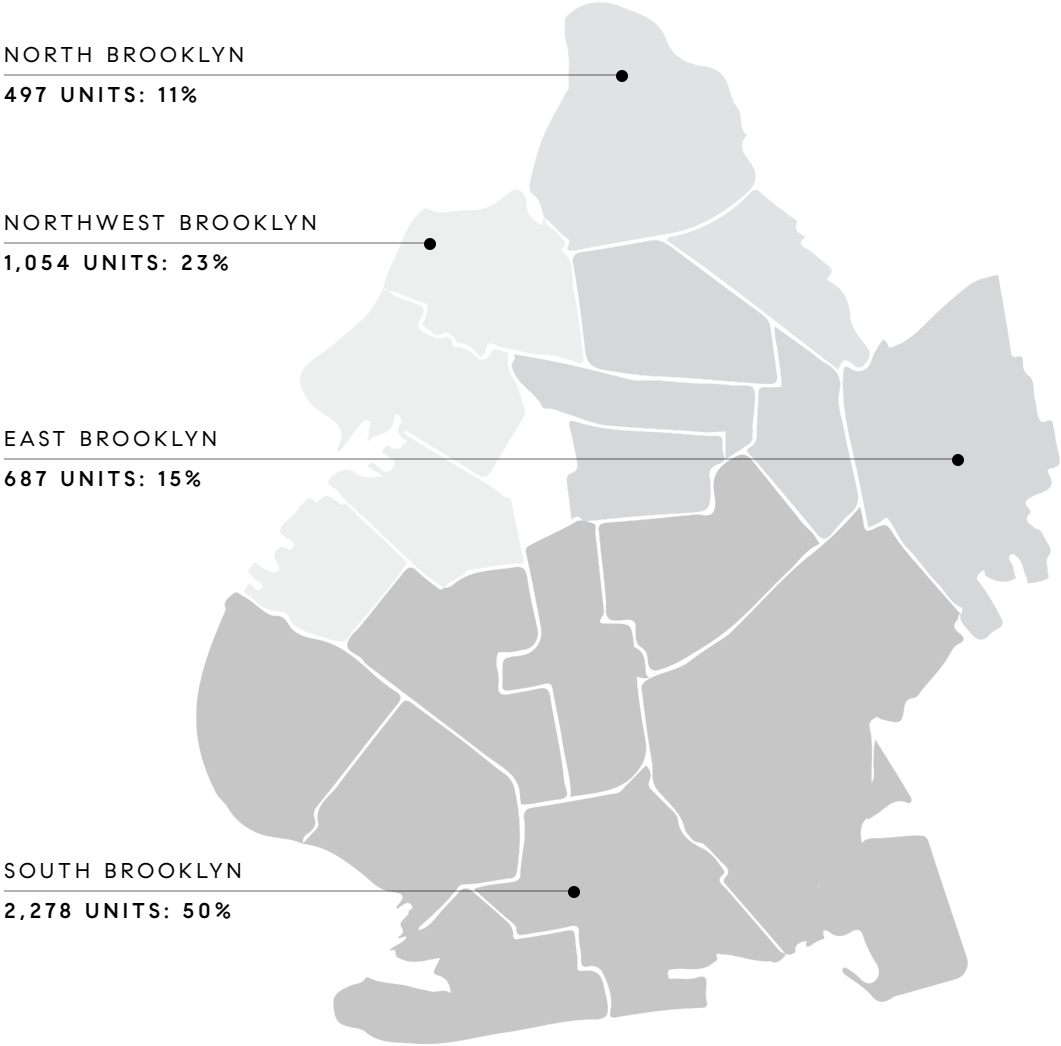 NORTH BROOKLYN
497 UNITS: 11%
NORTHWEST BROOKLYN
1,054 UNITS: 23%
EAST BROOKLYN
687 UNITS: 15%
SOUTH BROOKLYN
2,278 UNITS: 50%